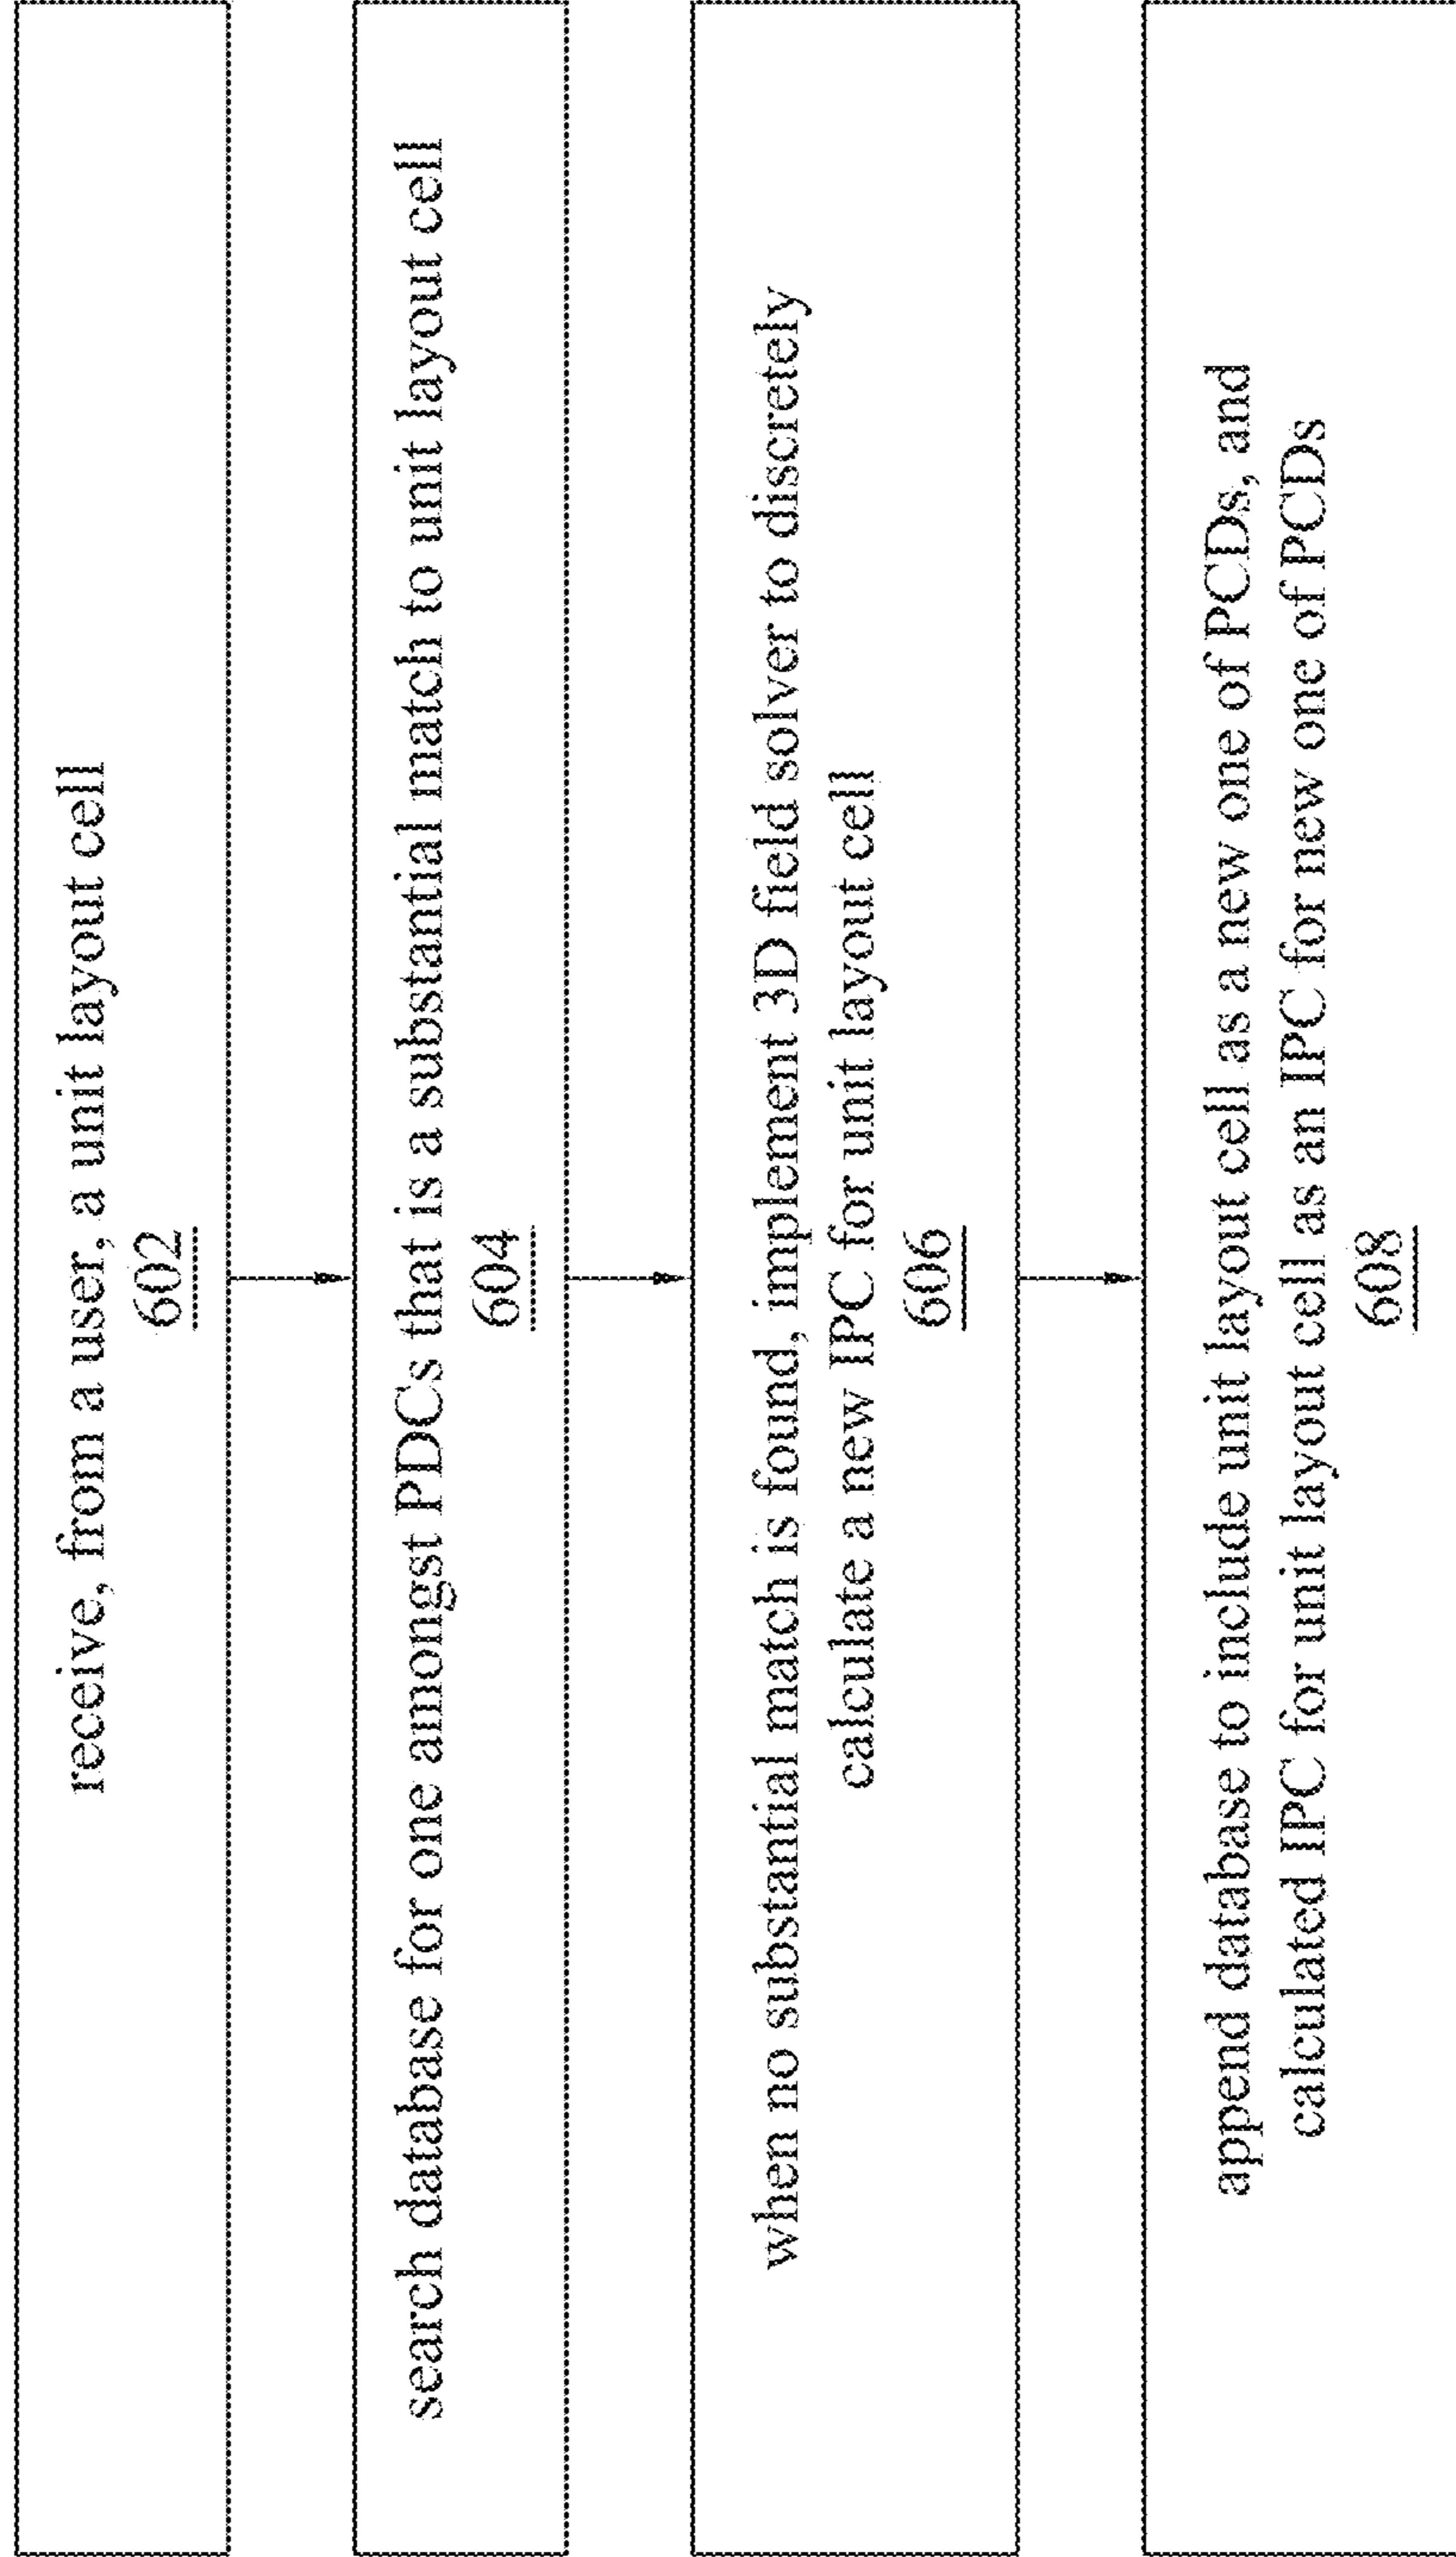 receive, from a user, a unit layout cell
602
search database for one amongst PDCs that is a substantial match to unit layout cell
604
when no substantial match is found, implement 3D field solver to discretely
calculate a new IPC for unit layout cell
606
append database to include unit layout cell as a new one of PCDs, and
calculated IPC for unit layout cell as an IPC for new one of PCDs
608